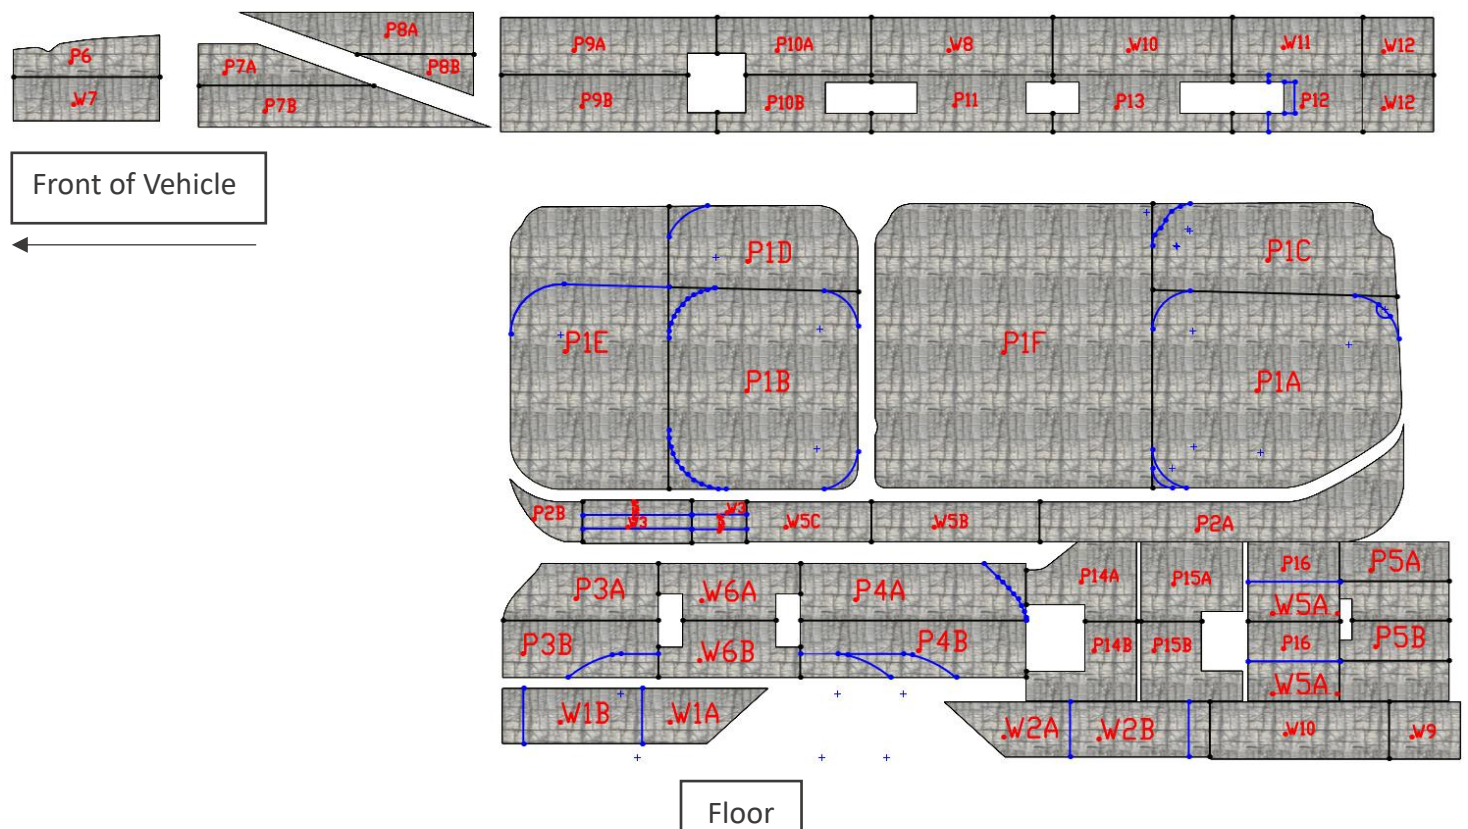 P6
W7
P7A
P7B
P8A
P8B
P9A
P10A
W8
W10
W11
W12
P9B
P10B
P11
P13
P12
W12
Front of Vehicle
P1D
P1C
P1E
P1F
P1B
P1A
P2B
W3
W3
W5C
W5B
P2A
P3A
W6A
P4A
P14A
P15A
P16
P5A
W5A
P3B
W6B
P4B
P14B
P15B
P16
P5B
W5A
W1B
W1A
W2A
W2B
W10
W9
Floor